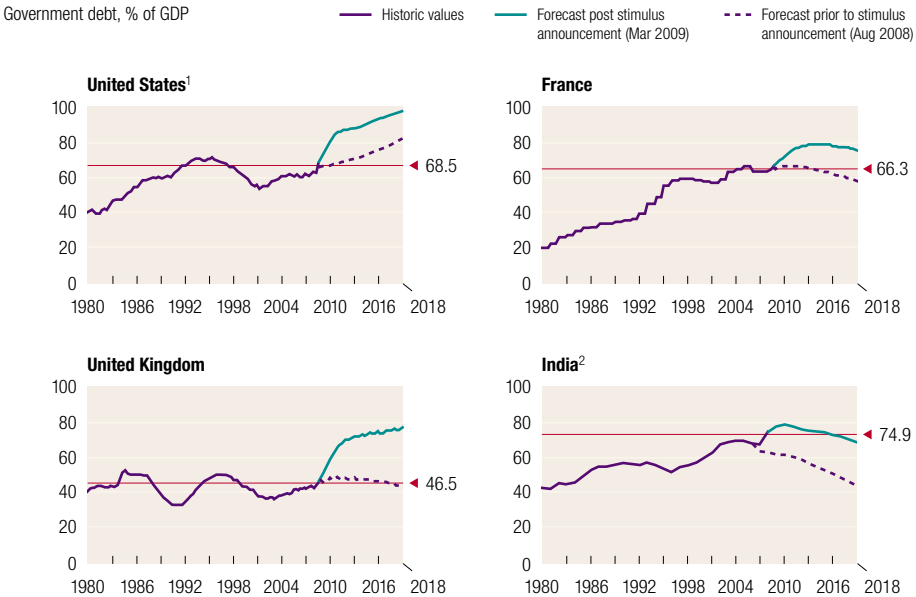 Government debt, % of GDP
Historic values
Forecast post stimulus
announcement (Mar 2009)
Forecast prior to stimulus
announcement (Aug 2008)
United States1
100
80
60
40
20
0
68.5
1980 1986 1992 1998 2004 2010 2016 2018
France
100
80
60
40
20
0
66.3
1980 1986 1992 1998 2004 2010 2016 2018
United Kingdom
100
80
60
40
20
0
46.5
1980 1986 1992 1998 2004 2010 2016 2018
India2
100
80
60
40
20
0
74.9
1980 1986 1992 1998 2004 2010 2016 2018